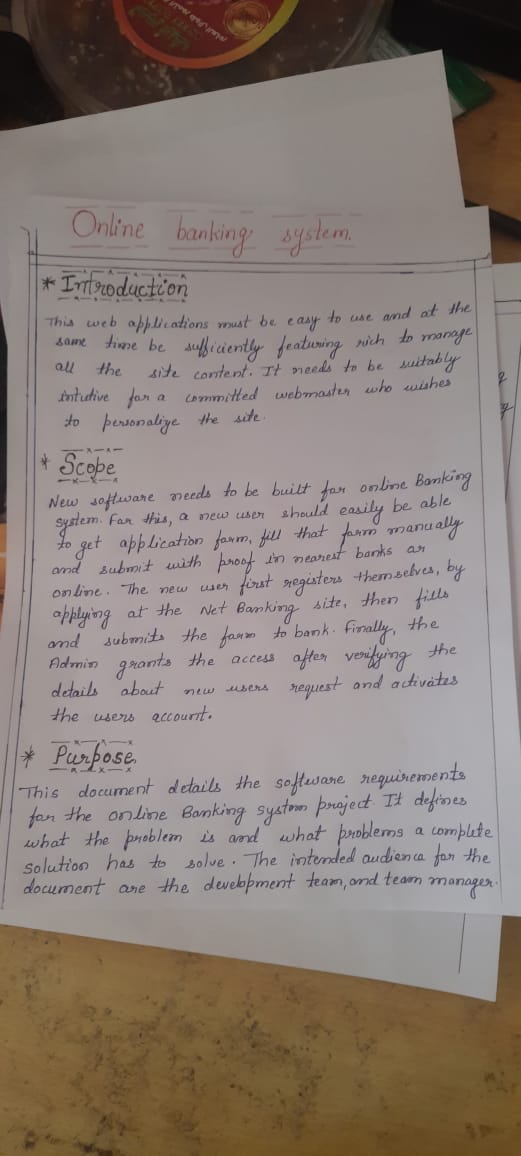 Online banking system.
* Introduction
This web applications must be easy to use and at the
same time be sufficiently featuring rich to manage
all the site content. It needs to be suitably
intutive for a committed webmaster who wishes
to personalize the site.
* Scope
New software needs to be built for online Banking
system. For this, a new user should easily be able
to get application form, fill that form manually
and submit with proof in nearest banks or
online. The new user first registers themselves, by
applying at the Net Banking site, then fills
and submits the form to bank. Finally, the
Admin grants the access after verifying the
details about new users request and activates
the users account.
* Purpose.
This document details the software requirements
for the online Banking system project. It defines
what the problem is and what problems a complete
solution has to solve. The intended audience for the
document are the development team, and team manager.